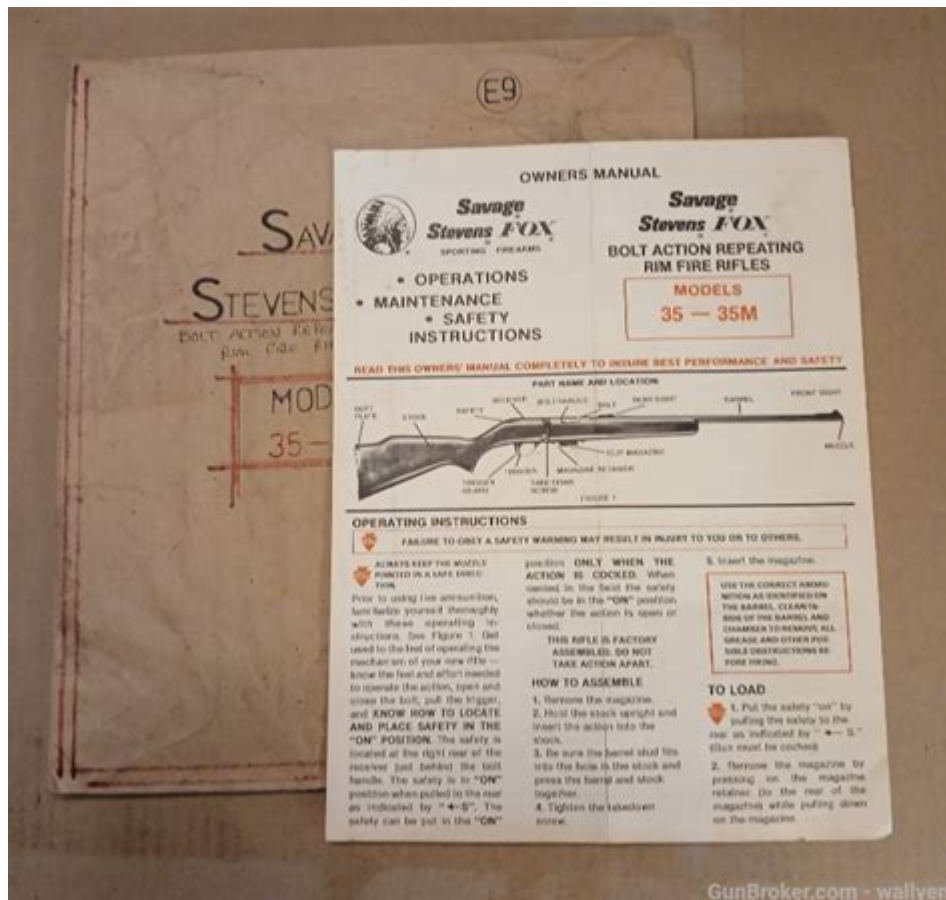 E9
SAV
STEVENS
BOLT ACTION REPE
RIM FIRE RI
MOD
35-
OWNERS MANUAL
Savage
Stevens FOX
SPORTING FIREARMS
• OPERATIONS
• MAINTENANCE
• SAFETY
INSTRUCTIONS
Savage
Stevens FOX
BOLT ACTION REPEATING
RIM FIRE RIFLES
MODELS
35 — 35M
READ THIS OWNERS' MANUAL COMPLETELY TO INSURE BEST PERFORMANCE AND SAFETY
PART NAME AND LOCATION
BUTT
PLATE
STOCK
SAFETY
RECEIVER
BOLT HANDLE
BOLT
REAR SIGHT
BARREL
FRONT SIGHT
MUZZLE
CLIP MAGAZINE
MAGAZINE RETAINER
TRIGGER
TRIGGER
GUARD
TAKE DOWN
SCREW
FIGURE 1
OPERATING INSTRUCTIONS
FAILURE TO OBEY A SAFETY WARNING MAY RESULT IN INJURY TO YOU OR TO OTHERS.
ALWAYS KEEP THE MUZZLE
POINTED IN A SAFE DIREC-
TION.
Prior to using live ammunition,
familiarize yourself thoroughly
with these operating in-
structions. See Figure 1. Get
used to the feel of operating the
mechanism of your new rifle —
know the feel and effort needed
to operate the action, open and
close the bolt, pull the trigger,
and KNOW HOW TO LOCATE
AND PLACE SAFETY IN THE
"ON" POSITION. The safety is
located at the right rear of the
receiver just behind the bolt
handle. The safety is in "ON"
position when pulled to the rear
as indicated by "←S". The
safety can be put in the "ON"
position ONLY WHEN THE
ACTION IS COCKED. When
carried in the field the safety
should be in the "ON" position
whether the action is open or
closed.
THIS RIFLE IS FACTORY
ASSEMBLED. DO NOT
TAKE ACTION APART.
HOW TO ASSEMBLE
1. Remove the magazine.
2. Hold the stock upright and
insert the action into the
stock.
3. Be sure the barrel stud fits
into the hole in the stock and
press the barrel and stock
together.
4. Tighten the takedown
screw.
5. Insert the magazine.
USE THE CORRECT AMMU-
NITION AS IDENTIFIED ON
THE BARREL. CLEAN IN-
SIDE OF THE BARREL AND
CHAMBER TO REMOVE ALL
GREASE AND OTHER POS-
SIBLE OBSTRUCTIONS BE-
FORE FIRING.
TO LOAD
1. Put the safety "on" by
pulling the safety to the
rear as indicated by "←S."
(Gun must be cocked)
2. Remove the magazine by
pressing on the magazine
retainer (to the rear of the
magazine) while pulling down
on the magazine.
GunBroker.com - wallyen